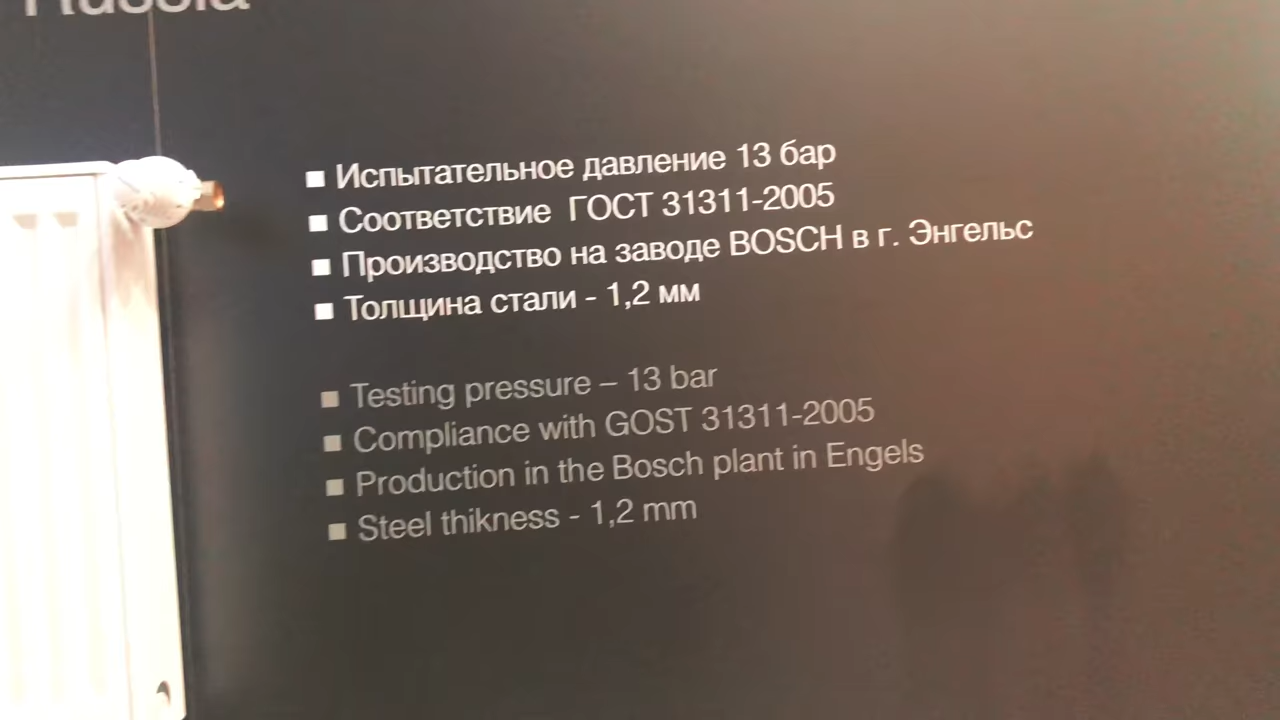 Russia
Испытательное давление 13 бар
Соответствие ГОСТ 31311-2005
Производство на заводе BOSCH в г. Энгельс
Толщина стали - 1,2 мм
Testing pressure – 13 bar
Compliance with GOST 31311-2005
Production in the Bosch plant in Engels
Steel thikness - 1,2 mm